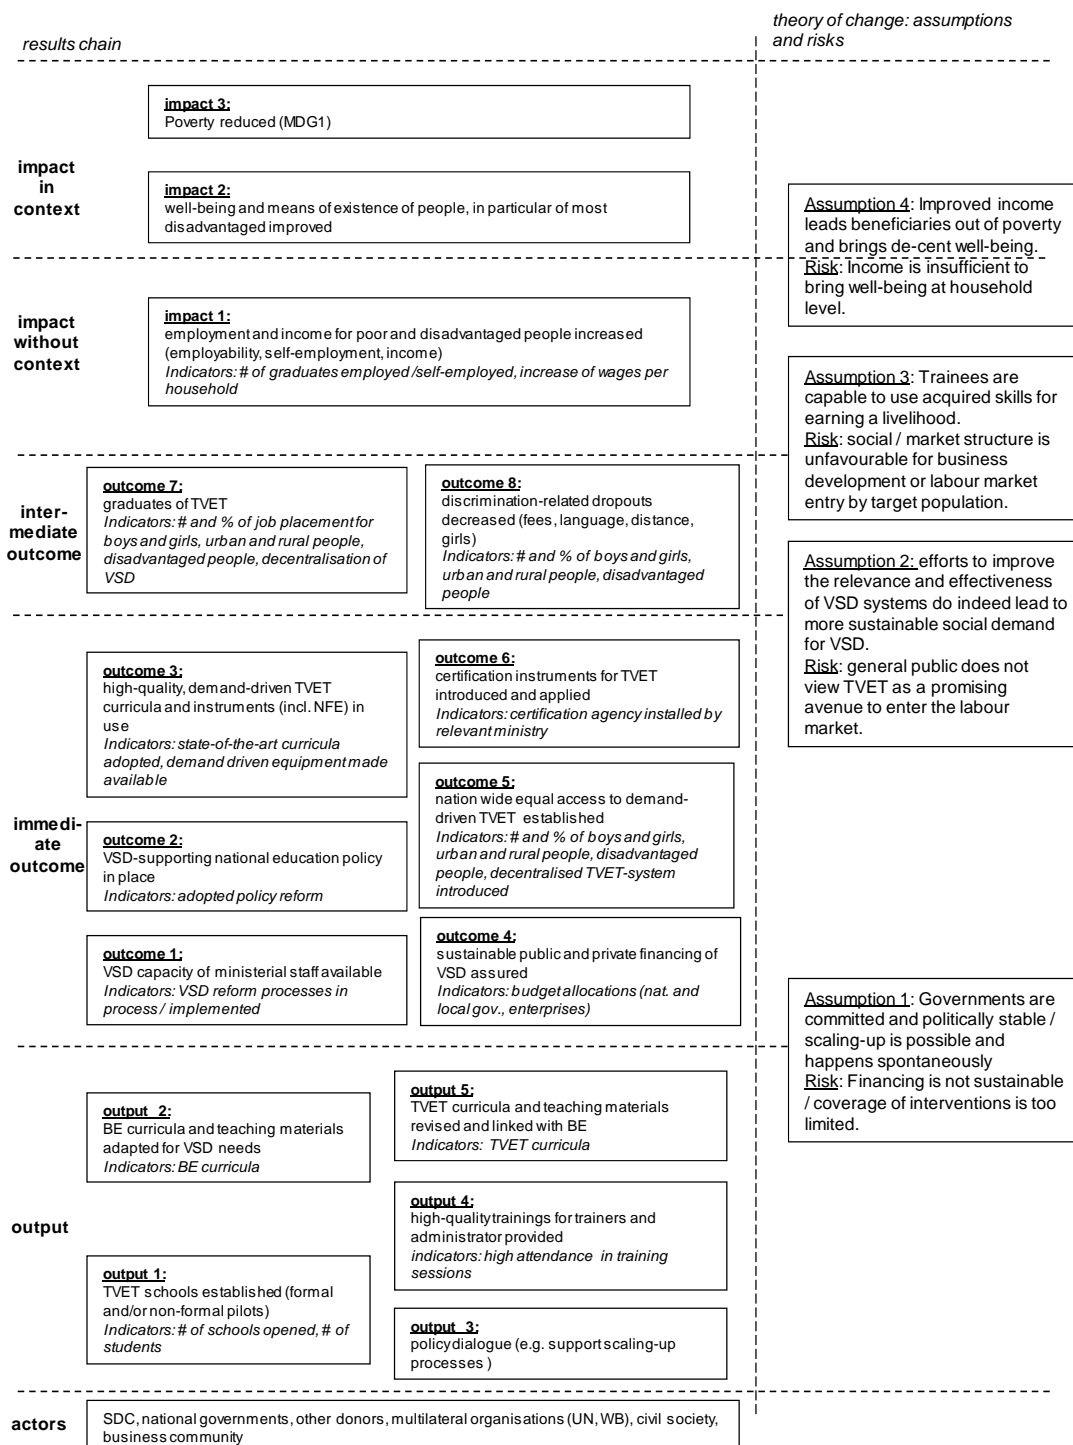 results chain
theory of change: assumptions
and risks
impact 3:
Poverty reduced (MDG1)
impact
in
context
impact 2:
well-being and means of existence of people, in particular of most
disadvantaged improved
Assumption 4: Improved income
leads beneficiaries out of poverty
and brings de-cent well-being.
Risk: Income is insufficient to
bring well-being at household
level.
impact
without
context
impact 1:
employment and income for poor and disadvantaged people increased
(employability, self-employment, income)
Indicators: # of graduates employed /self-employed, increase of wages per
household
Assumption 3: Trainees are
capable to use acquired skills for
earning a livelihood.
Risk: social / market structure is
unfavourable for business
development or labour market
entry by target population.
inter-
mediate
outcome
outcome 7:
graduates of TVET
Indicators: # and % of job placement for
boys and girls, urban and rural people,
disadvantaged people, decentralisation of
VSD
outcome 8:
discrimination-related dropouts
decreased (fees, language, distance,
girls)
Indicators: # and % of boys and girls,
urban and rural people, disadvantaged
people
Assumption 2: efforts to improve
the relevance and effectiveness
of VSD systems do indeed lead to
more sustainable social demand
for VSD.
Risk: general public does not
view TVET as a promising
avenue to enter the labour
market.
immedi-
ate
outcome
outcome 3:
high-quality, demand-driven TVET
curricula and instruments (incl. NFE) in
use
Indicators: state-of-the-art curricula
adopted, demand driven equipment made
available
outcome 6:
certification instruments for TVET
introduced and applied
Indicators: certification agency installed by
relevant ministry
outcome 5:
nation wide equal access to demand-
driven TVET established
Indicators: # and % of boys and girls,
urban and rural people, disadvantaged
people, decentralised TVET-system
introduced
outcome 2:
VSD-supporting national education policy
in place
Indicators: adopted policy reform
outcome 1:
VSD capacity of ministerial staff available
Indicators: VSD reform processes in
process / implemented
outcome 4:
sustainable public and private financing of
VSD assured
Indicators: budget allocations (nat. and
local gov., enterprises)
Assumption 1: Governments are
committed and politically stable /
scaling-up is possible and
happens spontaneously
Risk: Financing is not sustainable
/ coverage of interventions is too
limited.
output
output 2:
BE curricula and teaching materials
adapted for VSD needs
Indicators: BE curricula
output 5:
TVET curricula and teaching materials
revised and linked with BE
Indicators: TVET curricula
output 4:
high-quality trainings for trainers and
administrator provided
indicators: high attendance in training
sessions
output 1:
TVET schools established (formal
and/or non-formal pilots)
Indicators: # of schools opened, # of
students
output 3:
policy dialogue (e.g. support scaling-up
processes )
actors
SDC, national governments, other donors, multilateral organisations (UN, WB), civil society,
business community